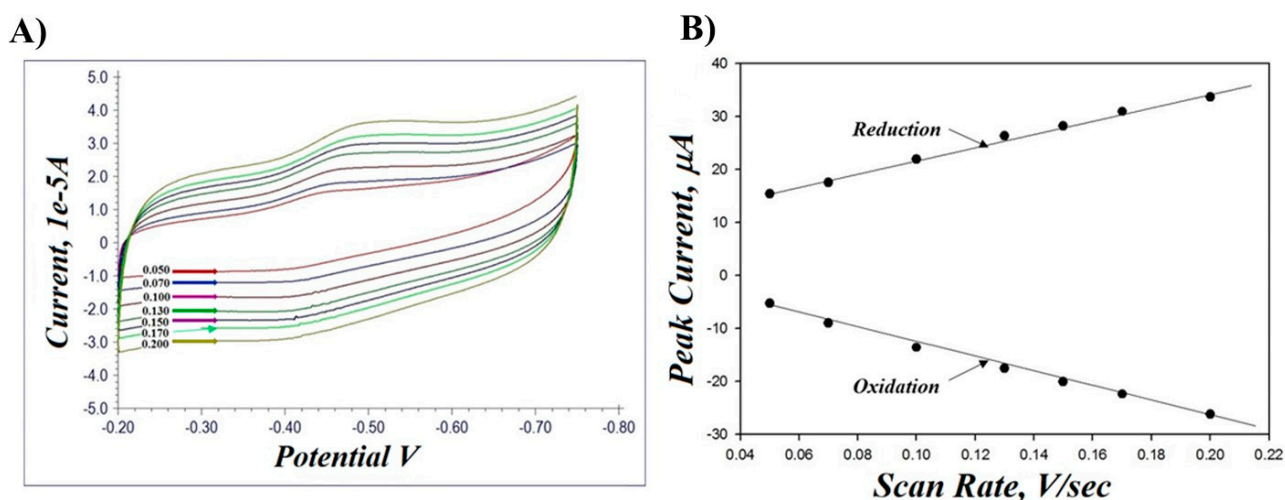 A)
5.0
4.0
3.0
2.0
1.0
0
-1.0
-2.0
-3.0
-4.0
-5.0
Current, 1e-5A
0.050
0.070
0.100
0.130
0.150
0.170
0.200
-0.20 -0.30 -0.40 -0.50 -0.60 -0.70 -0.80
Potential V
B)
40
30
20
10
0
-10
-20
-30
Peak Current, µA
Reduction
Oxidation
0.04 0.06 0.08 0.10 0.12 0.14 0.16 0.18 0.20 0.22
Scan Rate, V/sec